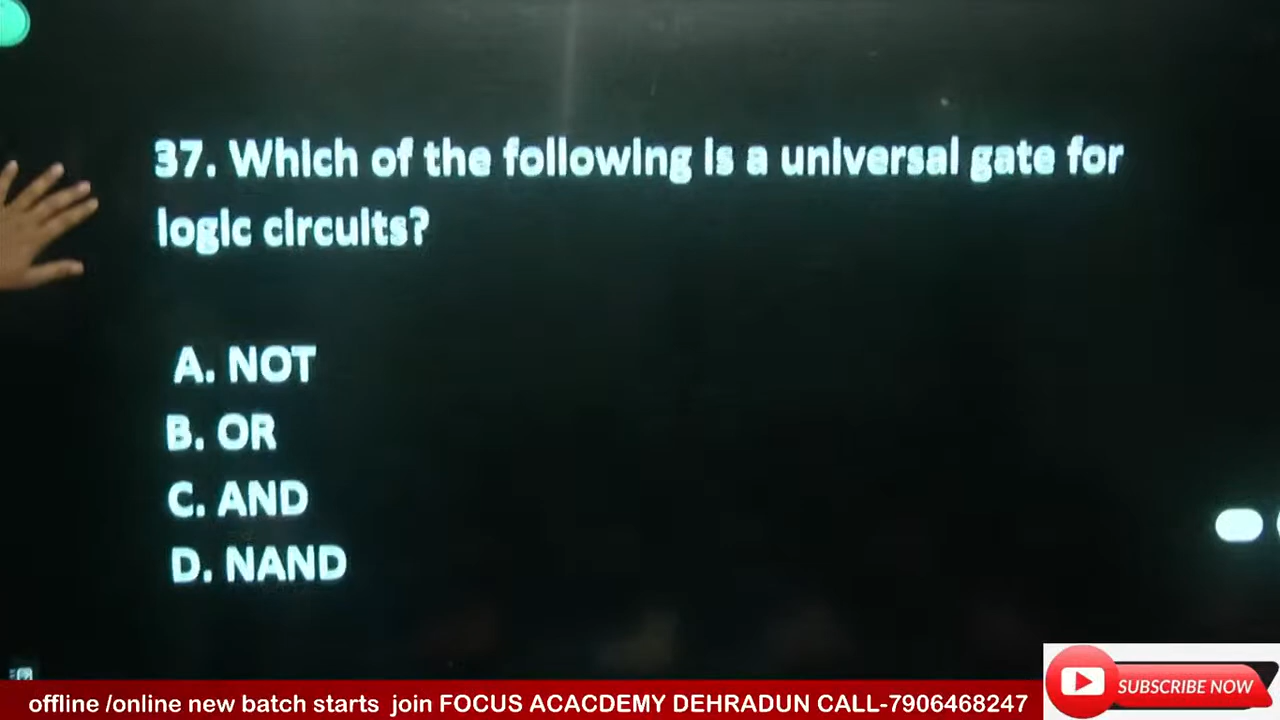 37. Which of the following is a universal gate for
logic circuits?
A. NOT
B. OR
C. AND
D. NAND
offline /online new batch starts join FOCUS ACACDEMY DEHRADUN CALL-7906468247
SUBSCRIBE NOW